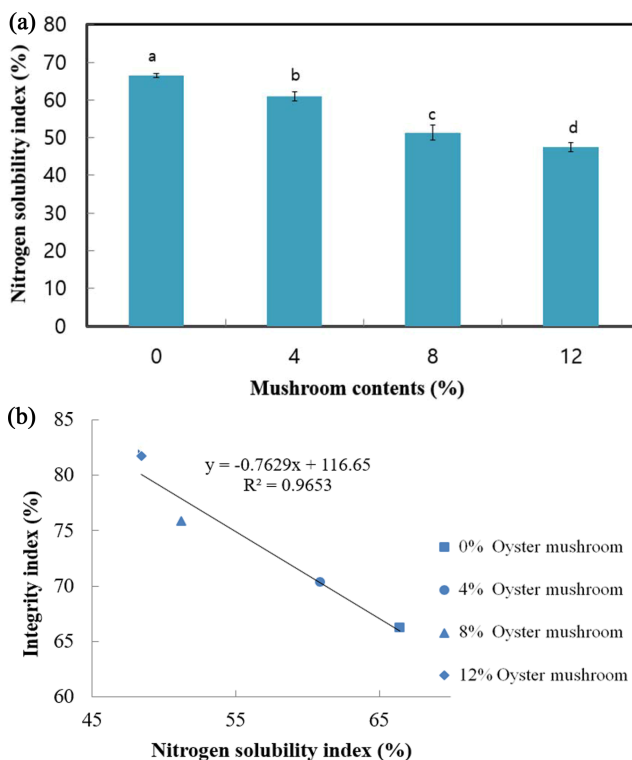 (a)
Nitrogen solubility index (%)
80
70
60
50
40
30
20
10
0
a
b
c
d
0 4 8 12
Mushroom contents (%)
(b)
Integrity index (%)
85
80
75
70
65
60
y = -0.7629x + 116.65
R² = 0.9653
0% Oyster mushroom
4% Oyster mushroom
8% Oyster mushroom
12% Oyster mushroom
45 55 65
Nitrogen solubility index (%)